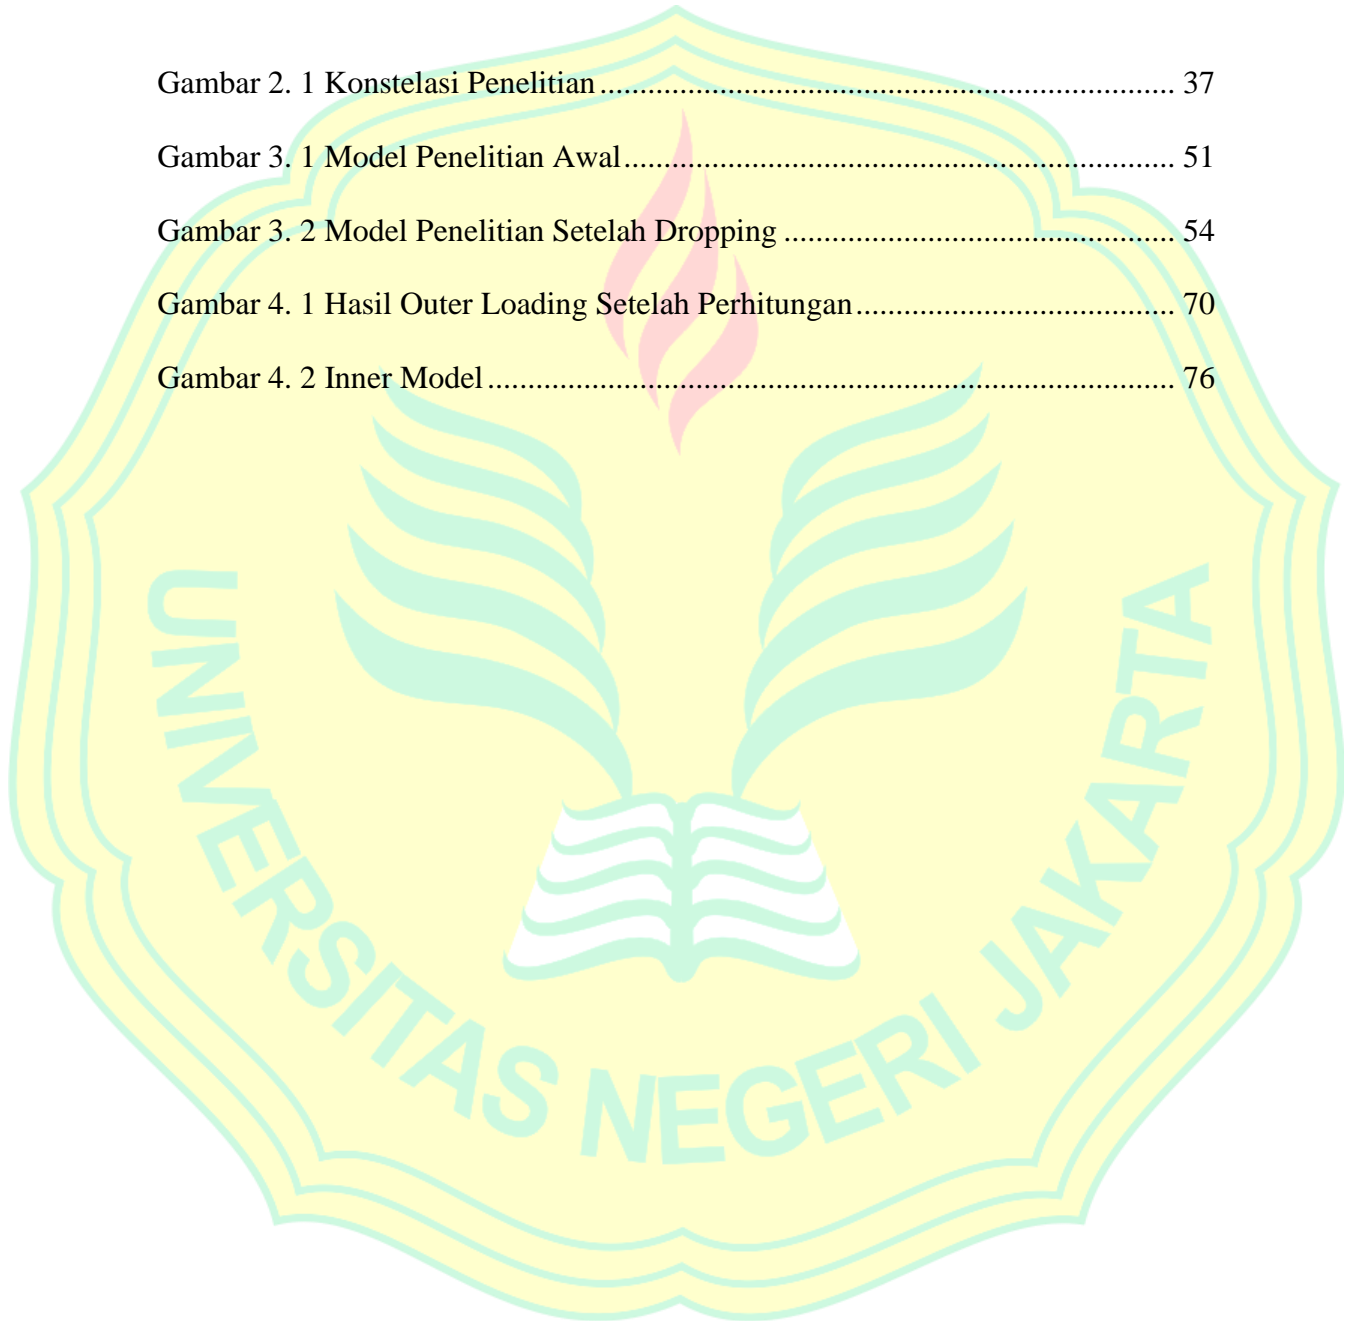 Gambar 2. 1 Konstelasi Penelitian ........................................................................ 37
Gambar 3. 1 Model Penelitian Awal ..................................................................... 51
Gambar 3. 2 Model Penelitian Setelah Dropping ................................................. 54
Gambar 4. 1 Hasil Outer Loading Setelah Perhitungan ........................................ 70
Gambar 4. 2 Inner Model ...................................................................................... 76
UNIVERSITAS NEGERI JAKARTA